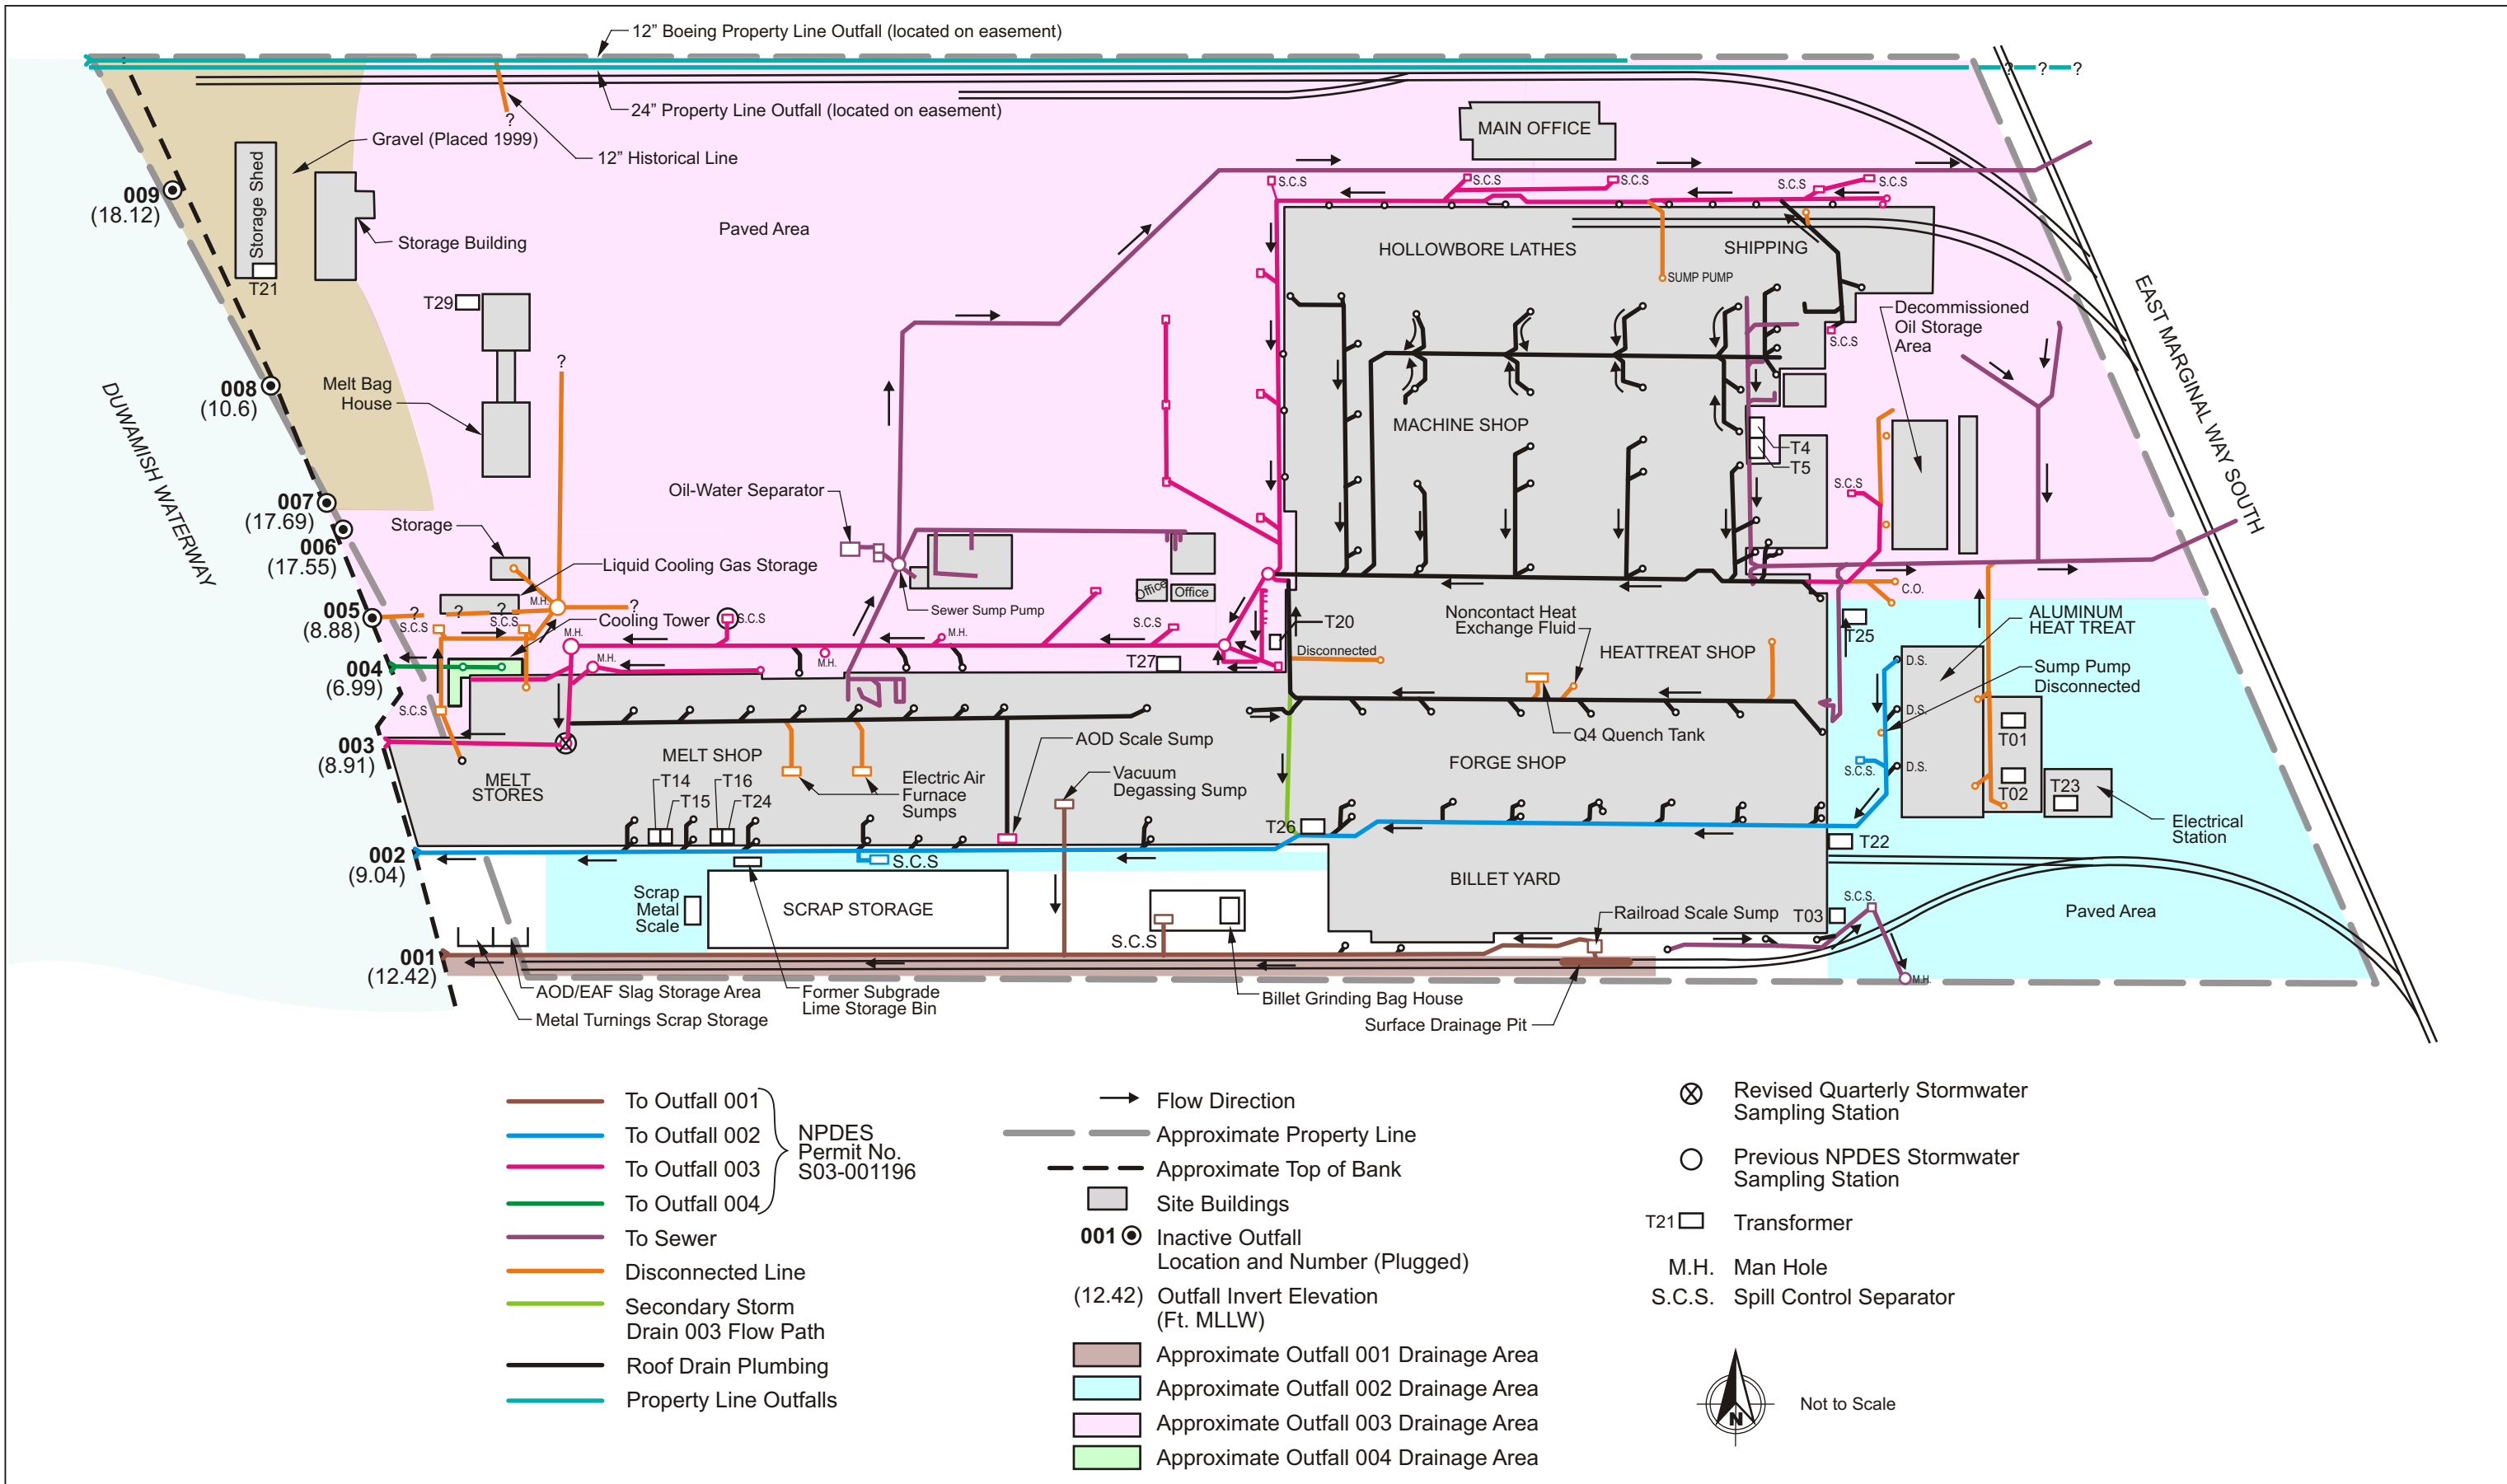 12” Boeing Property Line Outfall (located on easement)
? ? ?
24” Property Line Outfall (located on easement)
?
Gravel (Placed 1999)
12” Historical Line
MAIN OFFICE
Storage Shed
009
(18.12)
S.C.S
S.C.S
S.C.S
S.C.S
S.C.S
Paved Area
Storage Building
HOLLOWBORE LATHES
SHIPPING
SUMP PUMP
T21
T29
EAST MARGINAL WAY SOUTH
Decommissioned
Oil Storage
Area
S.C.S
?
DUWAMISH WATERWAY
008
(10.6)
Melt Bag
House
MACHINE SHOP
T4
T5
S.C.S
007
(17.69)
006
(17.55)
Oil-Water Separator
Storage
Liquid Cooling Gas Storage
Office
Office
C.O.
005
(8.88)
? ? ?
M.H.
?
Sewer Sump Pump
Noncontact Heat
Exchange Fluid
ALUMINUM
HEAT TREAT
S.C.S
S.C.S
Cooling Tower
S.C.S
M.H.
M.H.
S.C.S
T20
T25
004
(6.99)
M.H.
M.H.
T27
Disconnected
HEATTREAT SHOP
D.S.
Sump Pump
Disconnected
S.C.S
D.S.
T01
003
(8.91)
MELT SHOP
AOD Scale Sump
Q4 Quench Tank
FORGE SHOP
S.C.S.
D.S.
MELT
STORES
T14
T16
T15
T24
Electric Air
Furnace
Sumps
Vacuum
Degassing Sump
T02
T23
T26
Electrical
Station
T22
002
(9.04)
S.C.S
BILLET YARD
Scrap
Metal
Scale
SCRAP STORAGE
S.C.S
Railroad Scale Sump
T03
S.C.S.
Paved Area
001
(12.42)
M.H.
AOD/EAF Slag Storage Area
Metal Turnings Scrap Storage
Former Subgrade
Lime Storage Bin
Billet Grinding Bag House
Surface Drainage Pit
To Outfall 001
To Outfall 002
To Outfall 003
To Outfall 004
NPDES
Permit No.
S03-001196
To Sewer
Disconnected Line
Secondary Storm
Drain 003 Flow Path
Roof Drain Plumbing
Property Line Outfalls
Flow Direction
Approximate Property Line
Approximate Top of Bank
Site Buildings
001 Inactive Outfall
Location and Number (Plugged)
(12.42) Outfall Invert Elevation
(Ft. MLLW)
Approximate Outfall 001 Drainage Area
Approximate Outfall 002 Drainage Area
Approximate Outfall 003 Drainage Area
Approximate Outfall 004 Drainage Area
Revised Quarterly Stormwater
Sampling Station
Previous NPDES Stormwater
Sampling Station
T21 Transformer
M.H. Man Hole
S.C.S. Spill Control Separator
N
Not to Scale